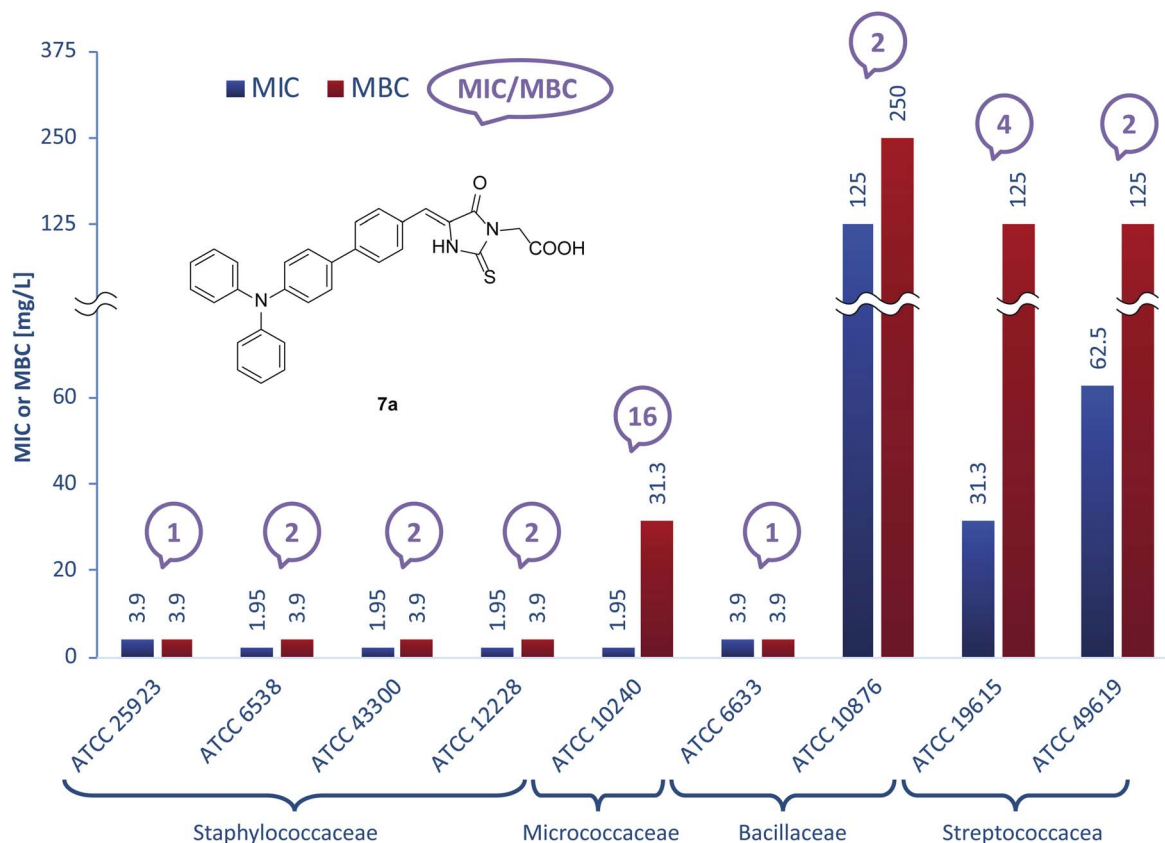 375
250
125
60
40
20
0
MIC or MBC [mg/L]
MIC MBC MIC/MBC
O
N
HN
COOH
S
N
7a
1
2
2
2
16
1
2
4
2
3.9 3.9
1.95 3.9
1.95 3.9
1.95 3.9
1.95 31.3
3.9 3.9
125 250
31.3 125
62.5 125
ATCC 25923
ATCC 6538
ATCC 43300
ATCC 12228
ATCC 10240
ATCC 6633
ATCC 10876
ATCC 19615
ATCC 49619
Staphylococcaceae Micrococcaceae Bacillaceae Streptococcacea